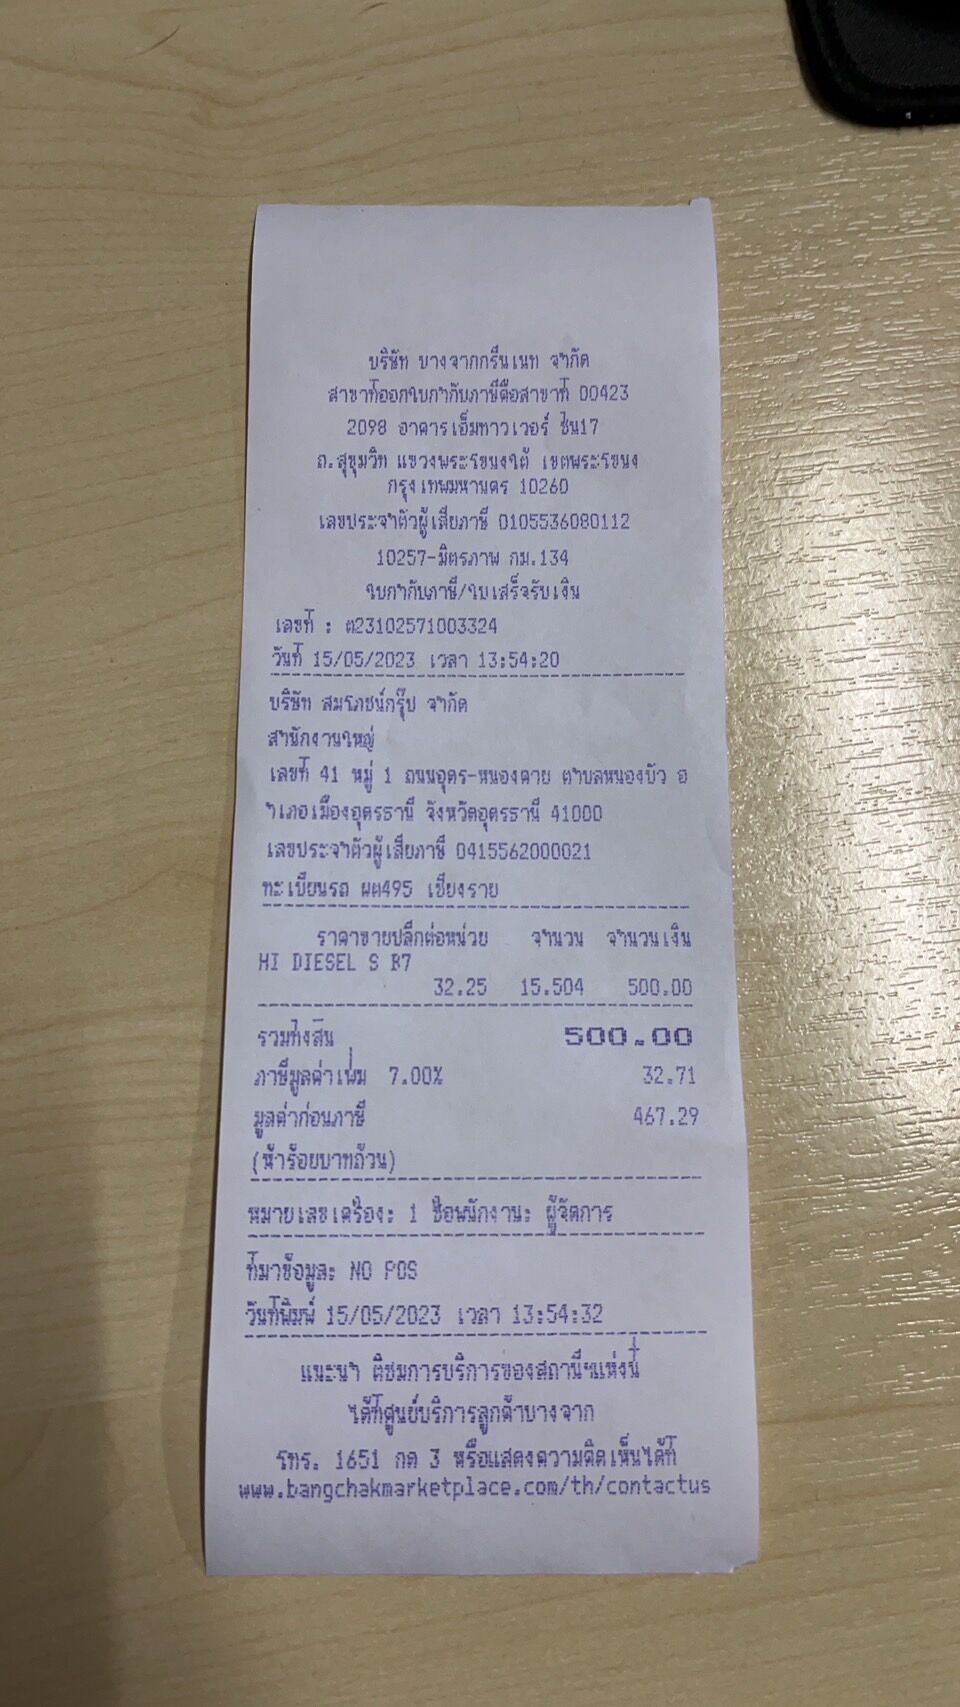 บริษัท บางจากกรีนเนท จำกัด
สาขาที่ออกใบกำกับภาษีคือสาขาที่ 00423
2098 อาคารเอ็มทาวเวอร์ ชั้น17
ถ.สุขุมวิท แขวงพระโขนงใต้ เขตพระโขนง
กรุงเทพมหานคร 10260
เลขประจำตัวผู้เสียภาษี 0105536080112
10257-มิตรภาพ กม.134
ใบกำกับภาษี/ใบเสร็จรับเงิน
เลขที่ : ต23102571003324
วันที่ 15/05/2023 เวลา 13:54:20
บริษัท สมโภชน์กรุ๊ป จำกัด
สำนักงานใหญ่
เลขที่ 41 หมู่ 1 ถนนอุดร-หนองคาย ตำบลหนองบัว อ
ำเภอเมืองอุดรธานี จังหวัดอุดรธานี 41000
เลขประจำตัวผู้เสียภาษี 0415562000021
ทะเบียนรถ ผต495 เชียงราย
ราคาขายปลีกต่อหน่วย จำนวน จำนวนเงิน
HI DIESEL S B7
32.25 15.504 500.00
รวมทั้งสิ้น 500.00
ภาษีมูลค่าเพิ่ม 7.00% 32.71
มูลค่าก่อนภาษี 467.29
(ห้าร้อยบาทถ้วน)
หมายเลขเครื่อง: 1 ชื่อพนักงาน: ผู้จัดการ
ที่มาข้อมูล: NO POS
วันที่พิมพ์ 15/05/2023 เวลา 13:54:32
แนะนำ ติชมการบริการของสถานีฯแห่งนี้
ได้ที่ศูนย์บริการลูกค้าบางจาก
โทร. 1651 กด 3 หรือแสดงความคิดเห็นได้ที่
www.bangchakmarketplace.com/th/contactus